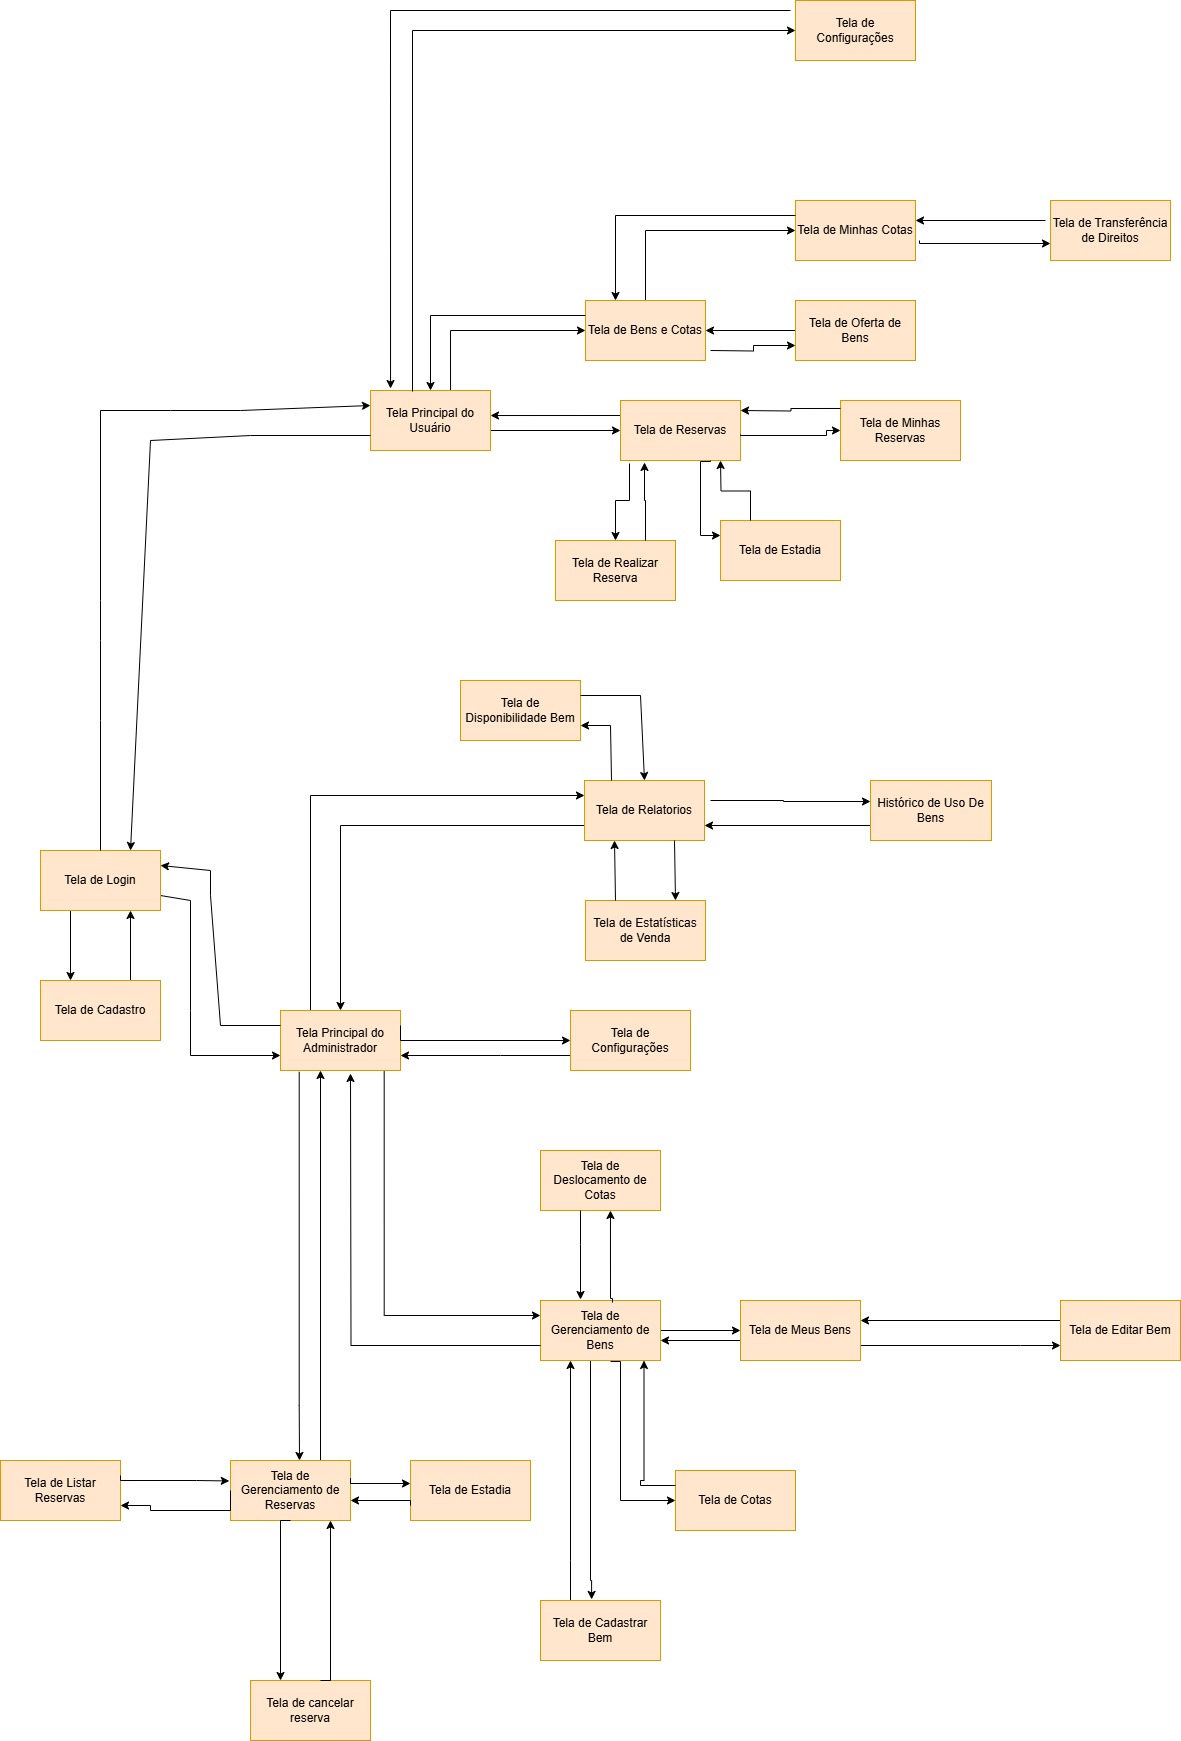 Tela de
Configurações
Tela de Minhas Cotas
Tela de Transferência
de Direitos
Tela de Bens e Cotas
Tela de Oferta de
Bens
Tela Principal do
Usuário
Tela de Reservas
Tela de Minhas
Reservas
Tela de Realizar
Reserva
Tela de Estadia
Tela de
Disponibilidade Bem
Tela de Relatorios
Histórico de Uso De
Bens
Tela de Login
Tela de Estatísticas
de Venda
Tela de Cadastro
Tela Principal do
Administrador
Tela de
Configurações
Tela de
Deslocamento de
Cotas
Tela de
Gerenciamento de
Bens
Tela de Meus Bens
Tela de Editar Bem
Tela de Listar
Reservas
Tela de
Gerenciamento de
Reservas
Tela de Estadia
Tela de Cotas
Tela de Cadastrar
Bem
Tela de cancelar
reserva